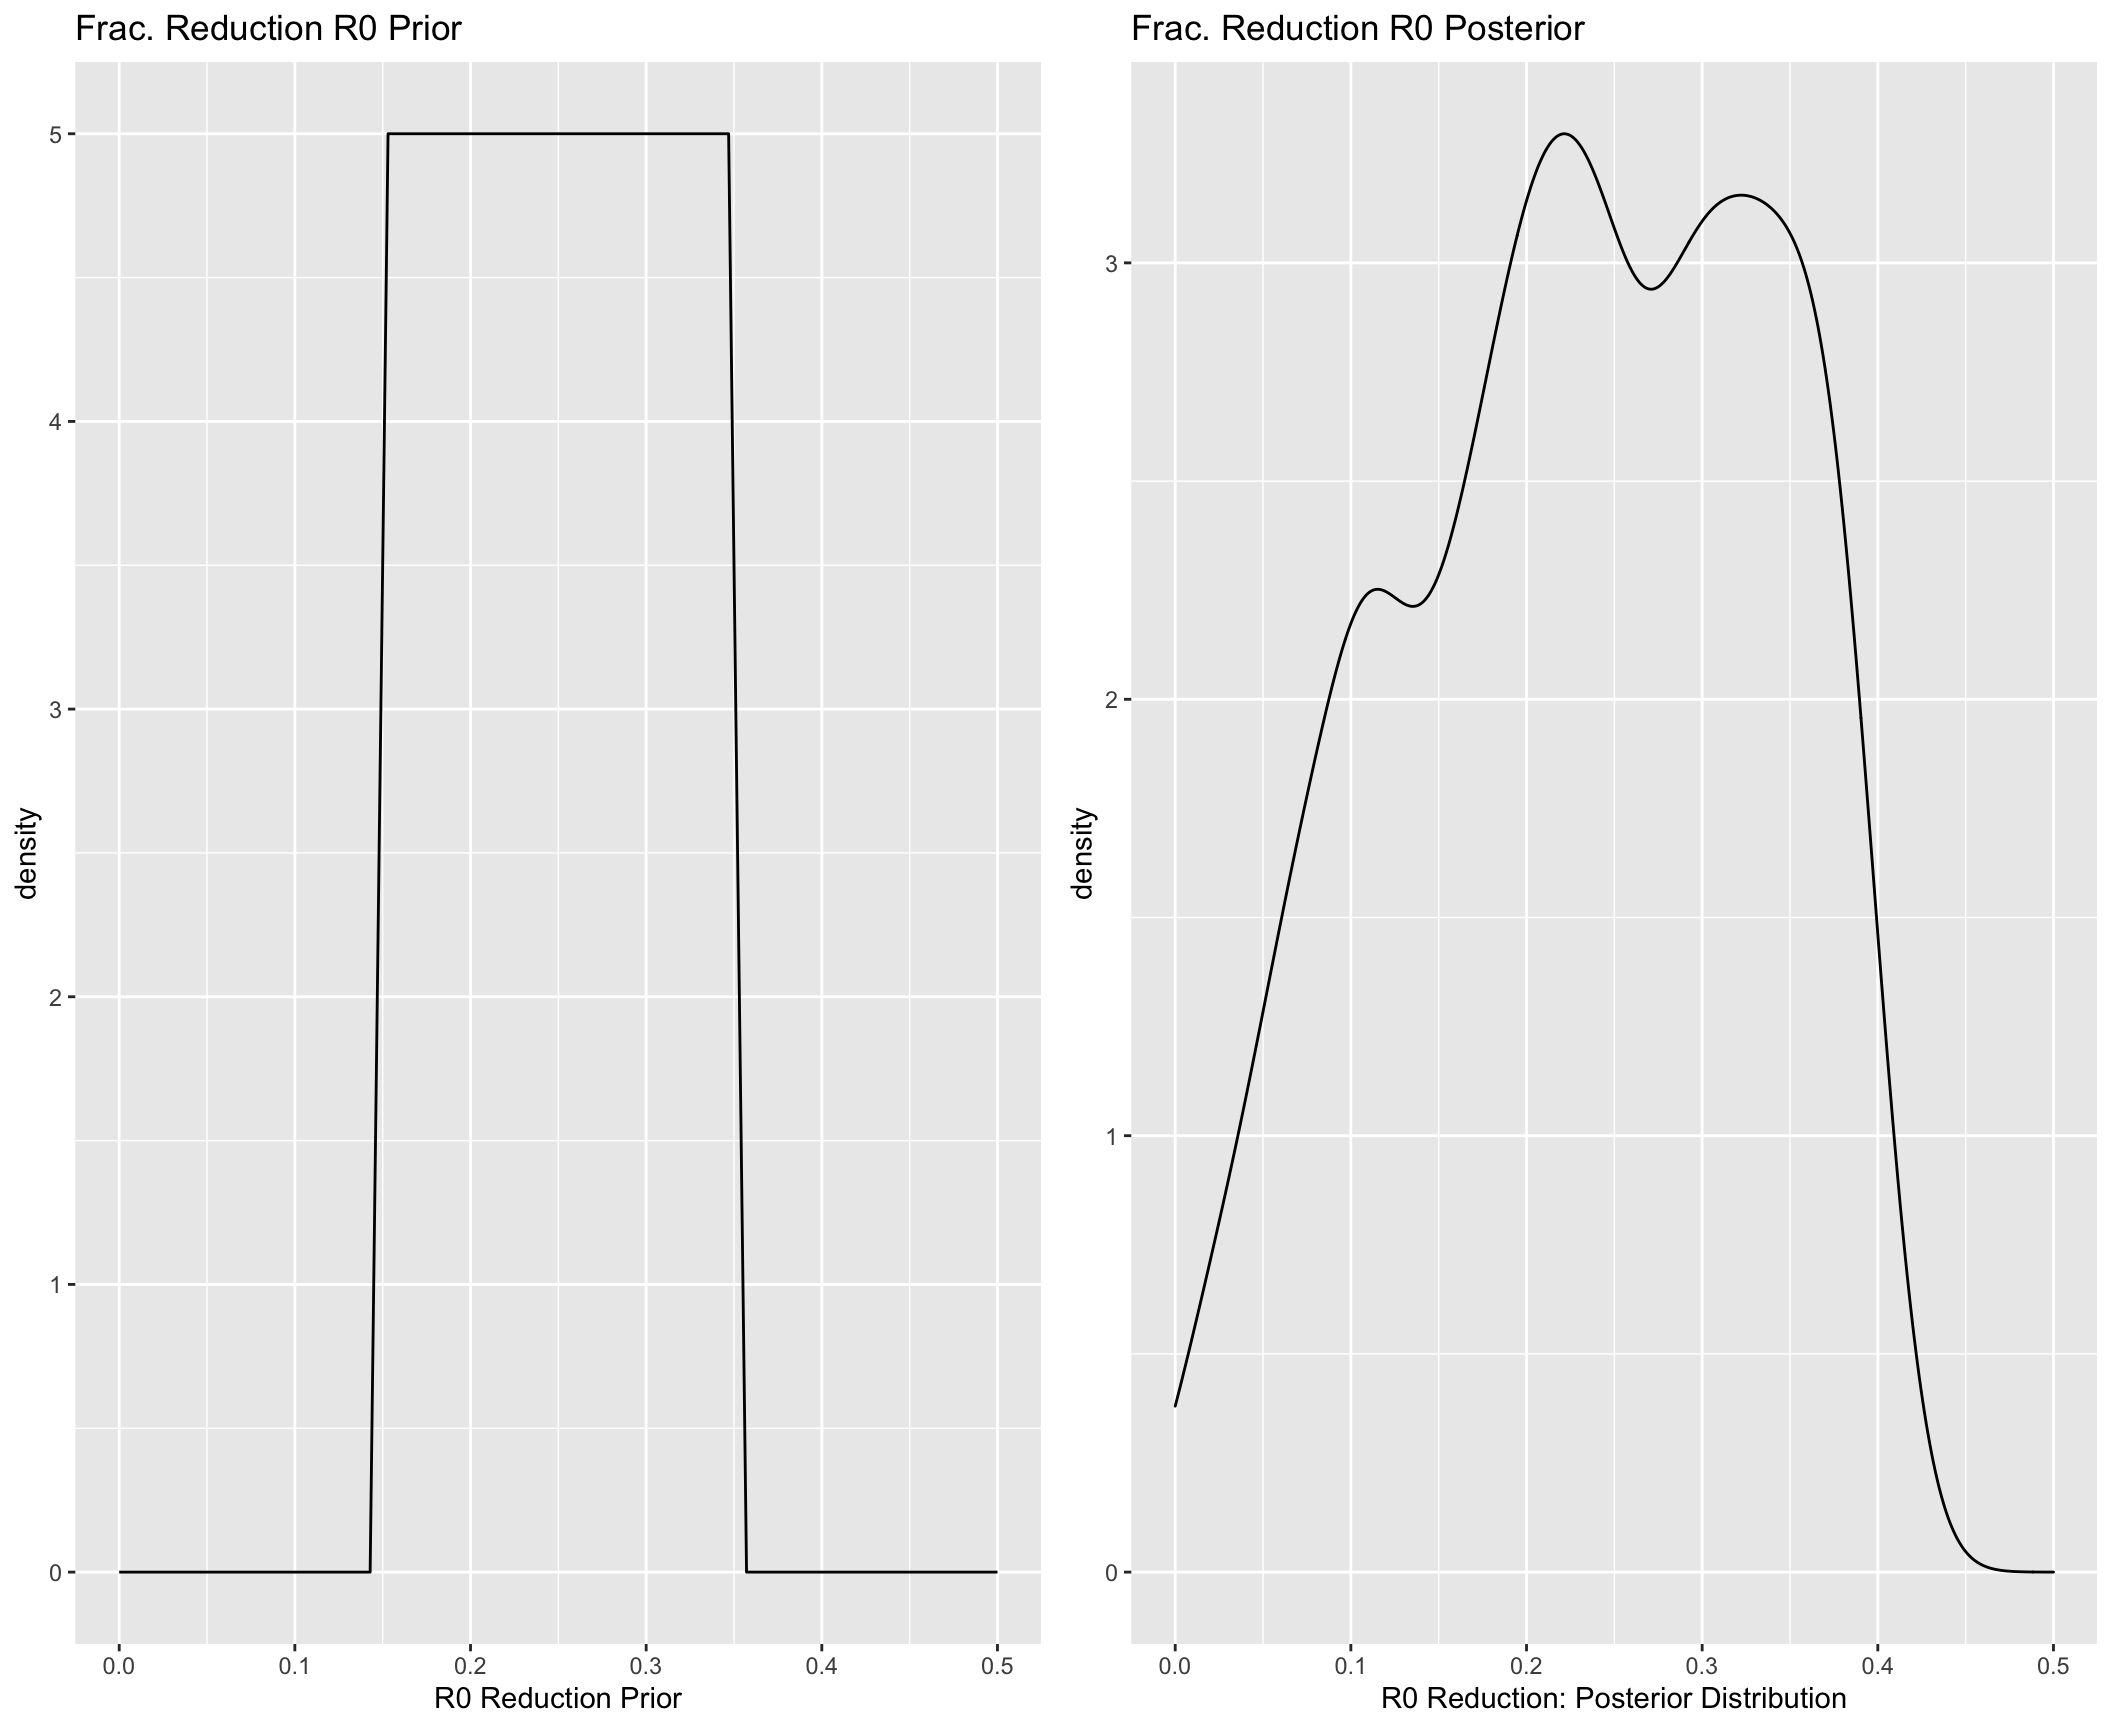 Frac. Reduction R0 Prior
density
5
4
3
2
1
0
0.0 0.1 0.2 0.3 0.4 0.5
R0 Reduction Prior
Frac. Reduction R0 Posterior
density
3
2
1
0
0.0 0.1 0.2 0.3 0.4 0.5
R0 Reduction: Posterior Distribution